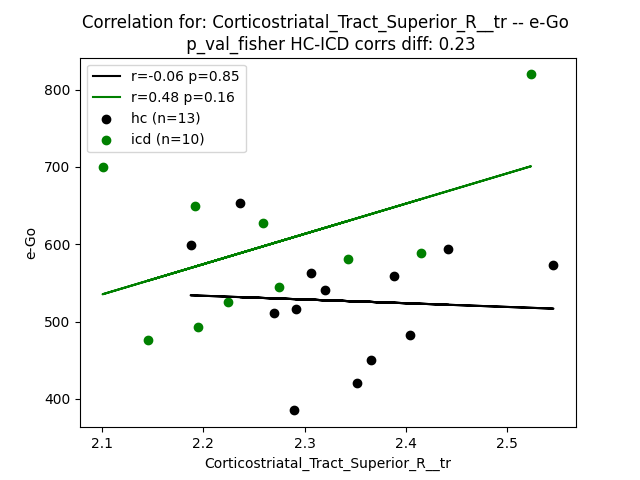 Correlation for: Corticostriatal_Tract_Superior_R__tr -- e-Go
p_val_fisher HC-ICD corrs diff: 0.23
r=-0.06 p=0.85
r=0.48 p=0.16
hc (n=13)
icd (n=10)
800
700
600
500
400
e-Go
2.1
2.2
2.3
2.4
2.5
Corticostriatal_Tract_Superior_R__tr